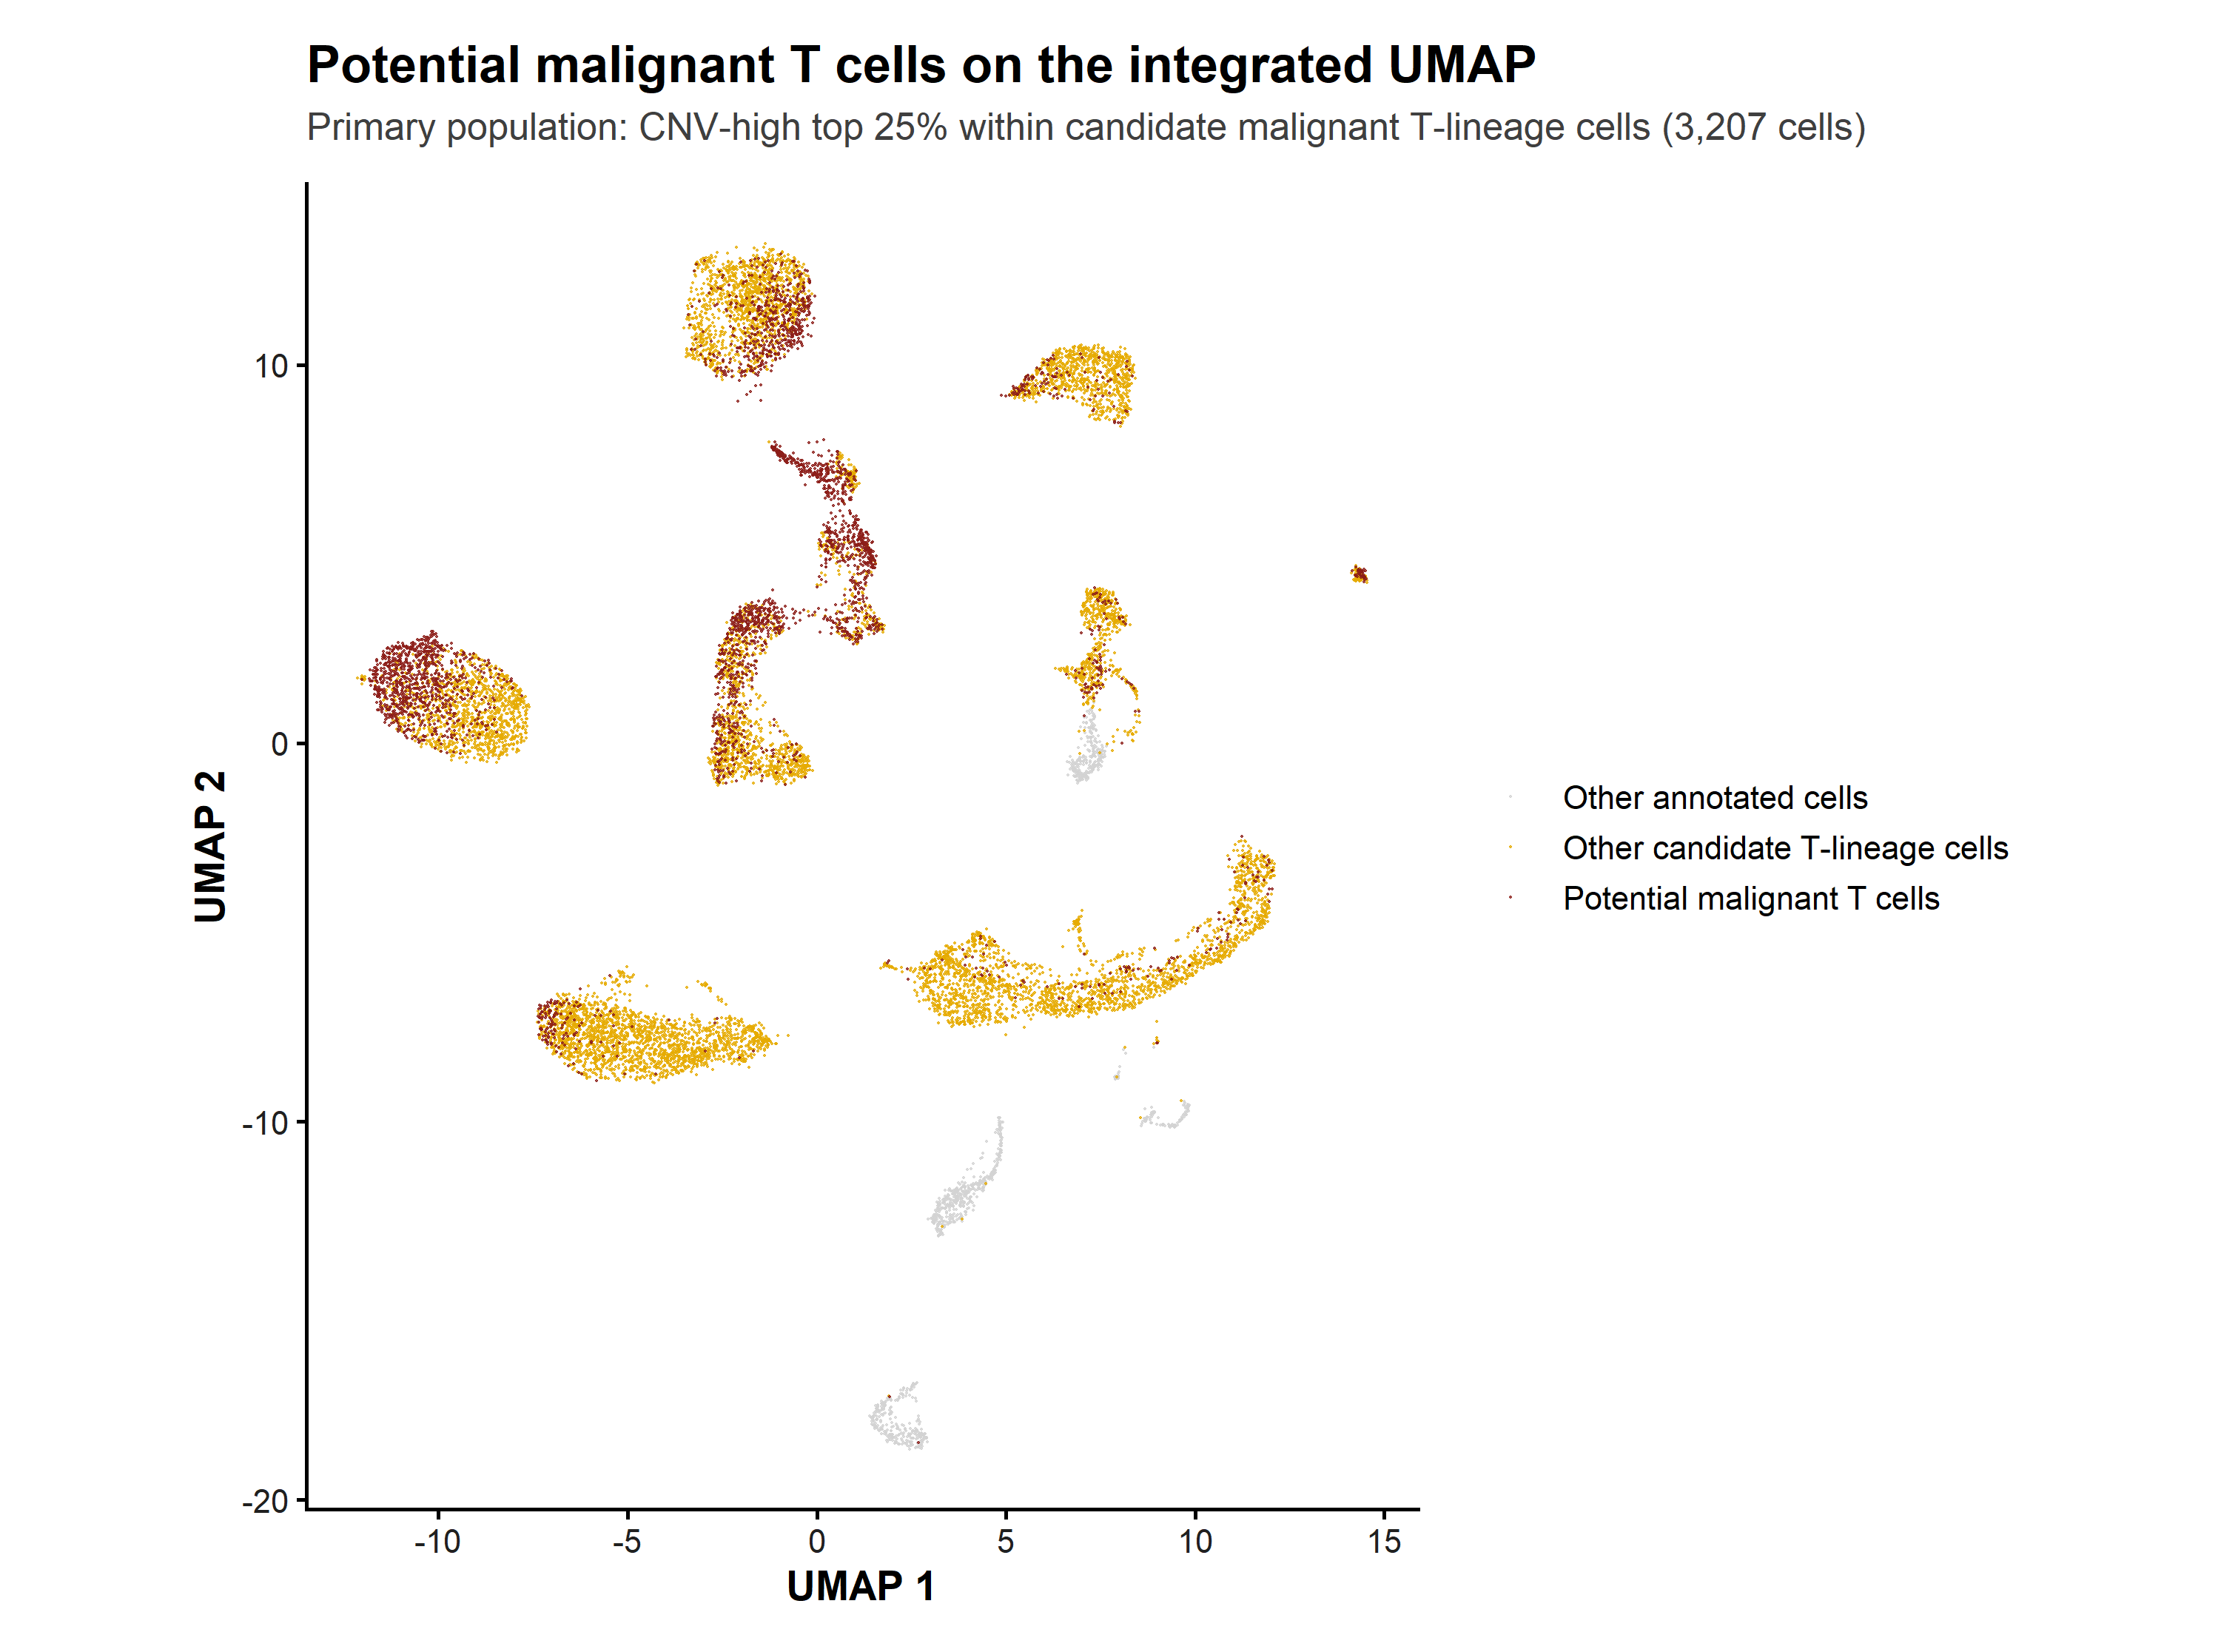 Potential malignant T cells on the integrated UMAP
Primary population: CNV-high top 25% within candidate malignant T-lineage cells (3,207 cells)
10
0
-10
-20
UMAP 2
-10
-5
0
5
10
15
UMAP 1
Other annotated cells
Other candidate T-lineage cells
Potential malignant T cells